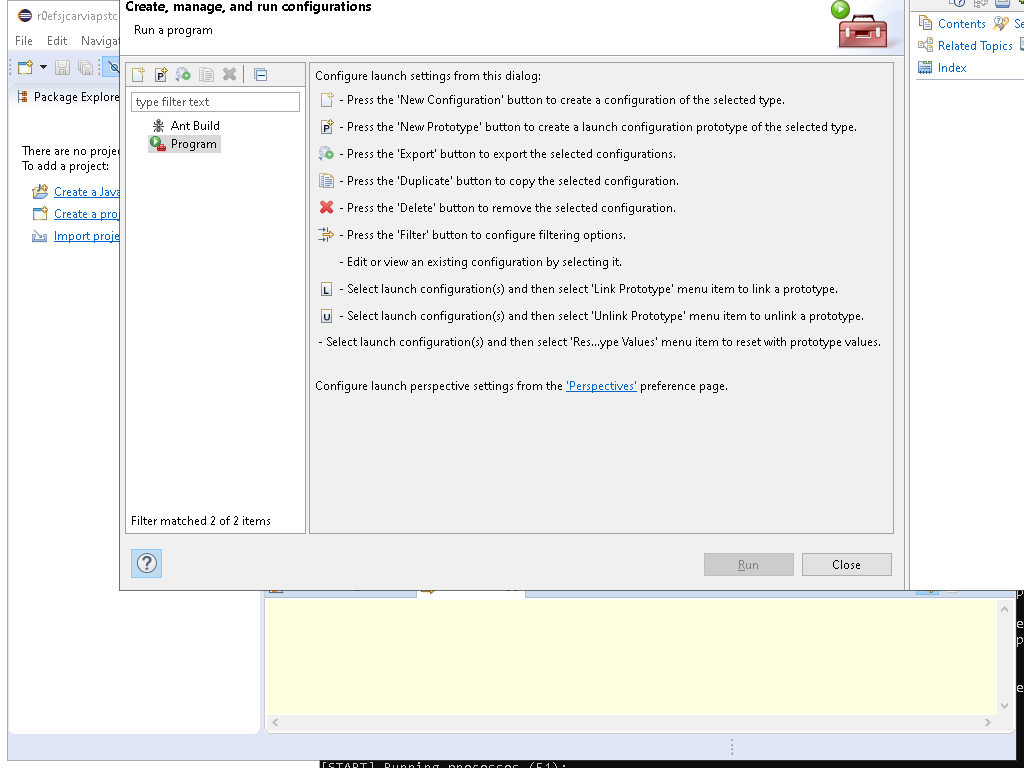 r0efsjcarviapstc
File Edit Naviga
Package Explore
There are no proje
To add a project:
Create a Java
Create a proj
Import proje
Create, manage, and run configurations
Run a program
type filter text
Ant Build
Program
Filter matched 2 of 2 items
Configure launch settings from this dialog:
- Press the 'New Configuration' button to create a configuration of the selected type.
- Press the 'New Prototype' button to create a launch configuration prototype of the selected type.
- Press the 'Export' button to export the selected configurations.
- Press the 'Duplicate' button to copy the selected configuration.
- Press the 'Delete' button to remove the selected configuration.
- Press the 'Filter' button to configure filtering options.
- Edit or view an existing configuration by selecting it.
L - Select launch configuration(s) and then select 'Link Prototype' menu item to link a prototype.
U - Select launch configuration(s) and then select 'Unlink Prototype' menu item to unlink a prototype.
- Select launch configuration(s) and then select 'Res...ype Values' menu item to reset with prototype values.
Configure launch perspective settings from the 'Perspectives' preference page.
Run Close
Contents Se
Related Topics
Index
[START] Running processes (51):